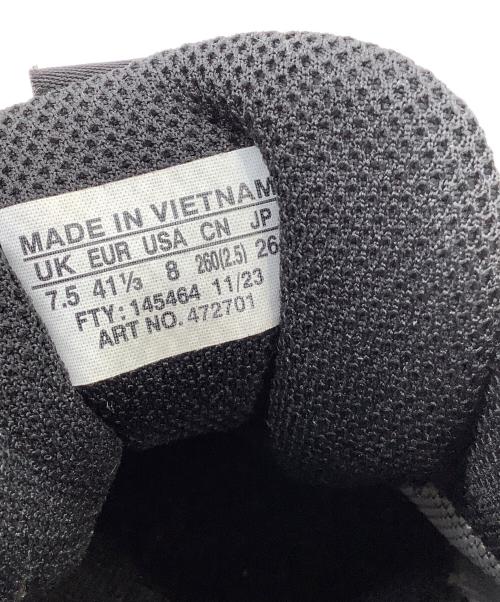 MADE IN VIETNAM
UK EUR USA CN JP
7.5 41⅓ 8 260(2.5) 26
FTY: 145464 11/23
ART NO. 472701